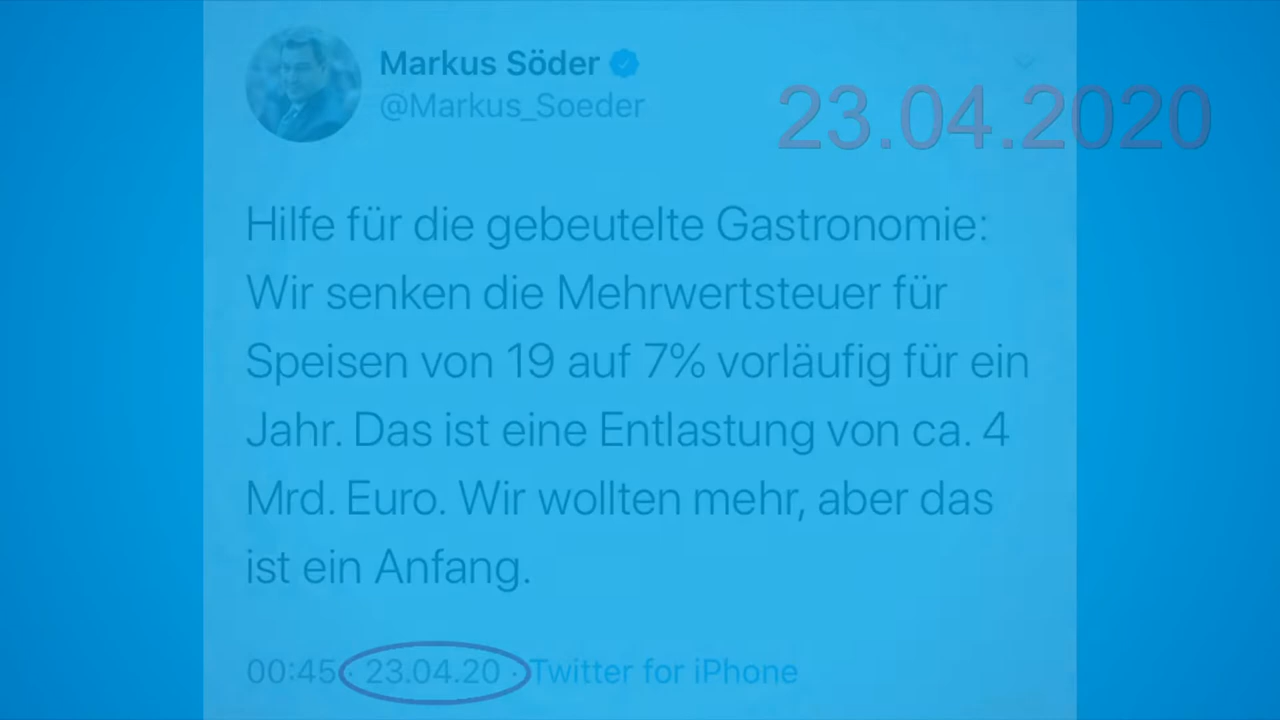 Markus Söder
@Markus_Soeder
23.04.2020
Hilfe für die gebeutelte Gastronomie:
Wir senken die Mehrwertsteuer für
Speisen von 19 auf 7% vorläufig für ein
Jahr. Das ist eine Entlastung von ca. 4
Mrd. Euro. Wir wollten mehr, aber das
ist ein Anfang.
00:45 · 23.04.20 · Twitter for iPhone